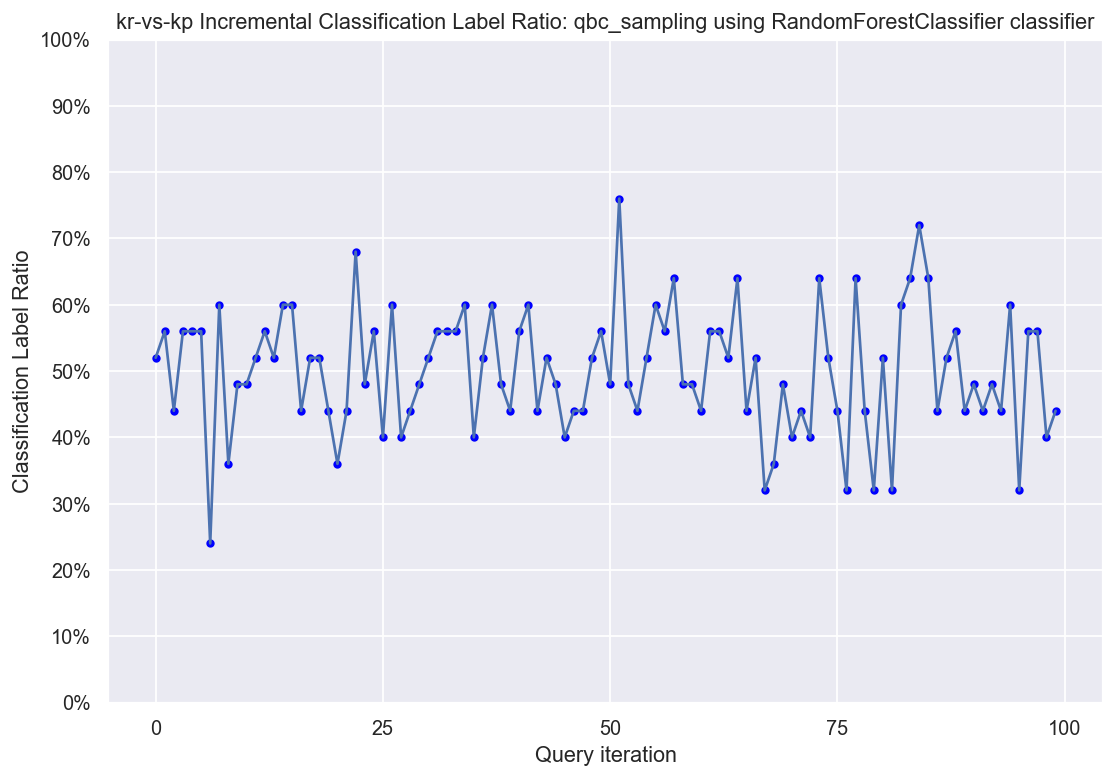 kr-vs-kp Incremental Classification Label Ratio: qbc_sampling using RandomForestClassifier classifier
100%
90%
80%
70%
60%
50%
40%
30%
20%
10%
0%
Classification Label Ratio
0 25 50 75 100
Query iteration